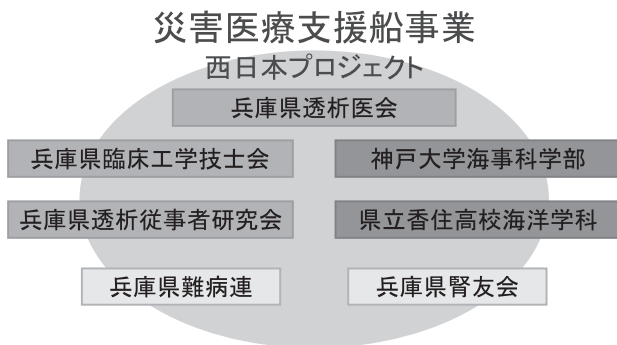 災害医療支援船事業
西日本プロジェクト
兵庫県透析医会
兵庫県臨床工学技士会
神戸大学海事科学部
兵庫県透析従事者研究会
県立香住高校海洋学科
兵庫県難病連
兵庫県腎友会